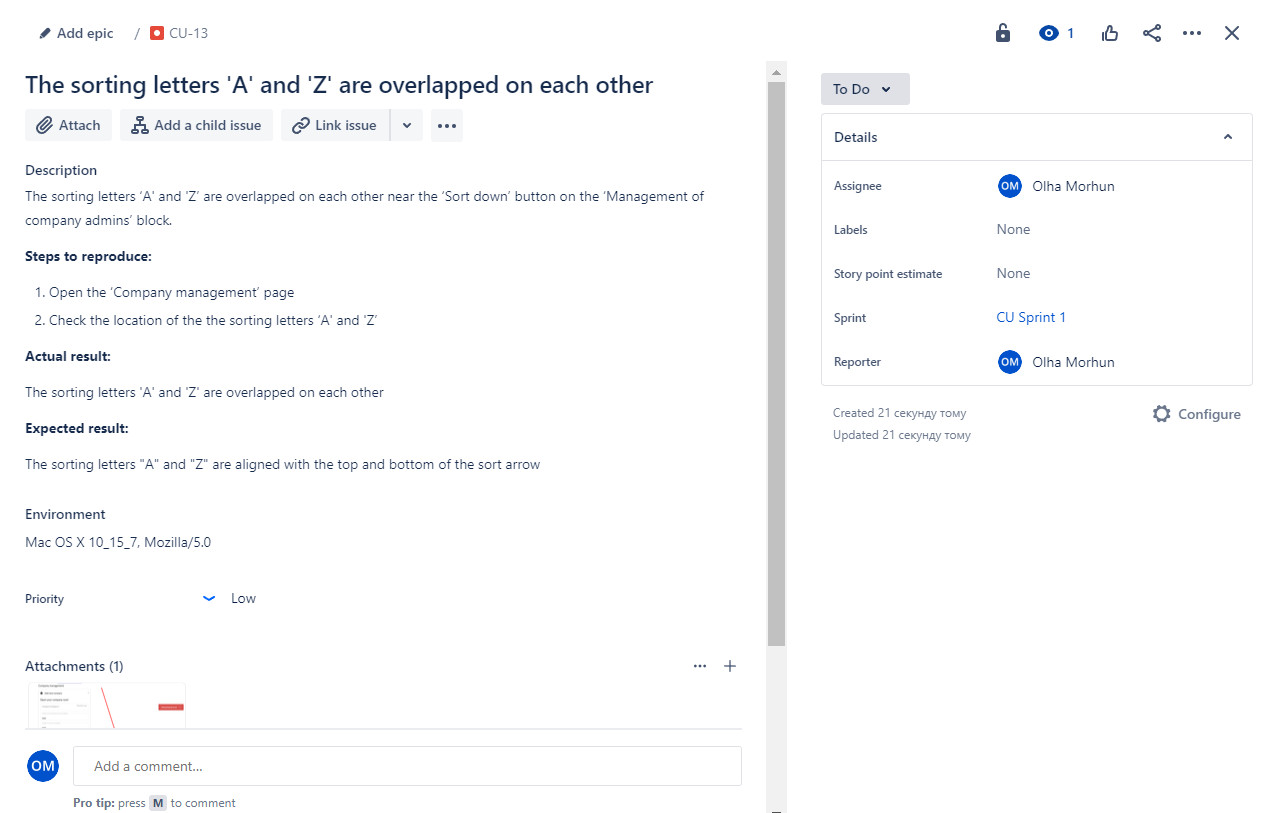 Add epic / CU-13
1
The sorting letters 'A' and 'Z' are overlapped on each other
Attach Add a child issue Link issue
Description
The sorting letters ‘A’ and ‘Z’ are overlapped on each other near the ‘Sort down’ button on the ‘Management of
company admins’ block.
Steps to reproduce:
1. Open the ‘Company management’ page
2. Check the location of the the sorting letters ‘A’ and ‘Z’
Actual result:
The sorting letters 'A' and 'Z' are overlapped on each other
Expected result:
The sorting letters "A" and "Z" are aligned with the top and bottom of the sort arrow
Environment
Mac OS X 10_15_7, Mozilla/5.0
Priority Low
Attachments (1)
Company management
OM Add a comment…
Pro tip: press M to comment
To Do
Details
Assignee OM Olha Morhun
Labels None
Story point estimate None
Sprint CU Sprint 1
Reporter OM Olha Morhun
Created 21 секунду тому
Updated 21 секунду тому
Configure